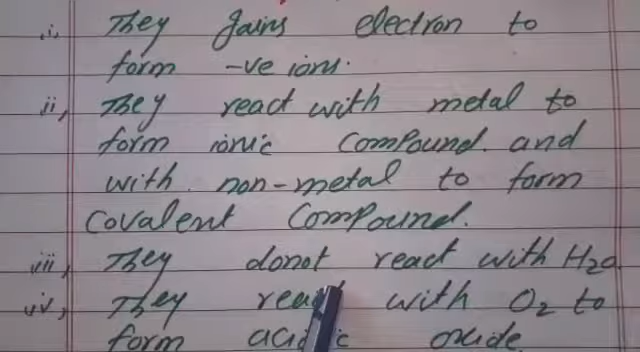 i, They gains electron to
form -ve ions.
ii, They react with metal to
form ionic compound. and
with non-metal to form
covalent compound.
iii, They donot react with H2O
iv, They react with O2 to
form acidic oxide